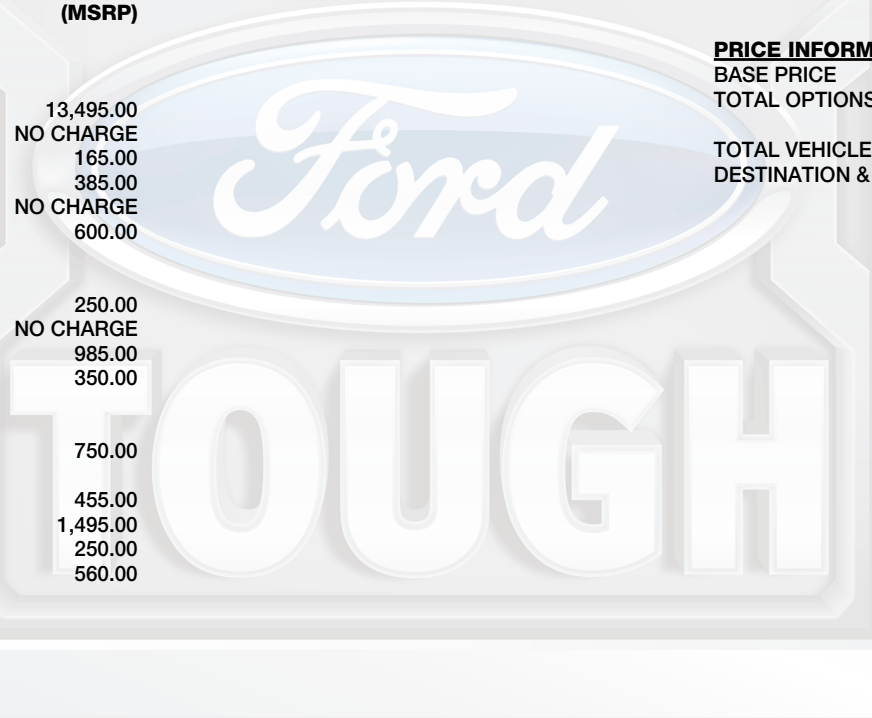 (MSRP)
13,495.00
NO CHARGE
165.00
385.00
NO CHARGE
600.00
250.00
NO CHARGE
985.00
350.00
750.00
455.00
1,495.00
250.00
560.00
PRICE INFORM
BASE PRICE
TOTAL OPTIONS
TOTAL VEHICLE
DESTINATION &
Ford
TOUGH